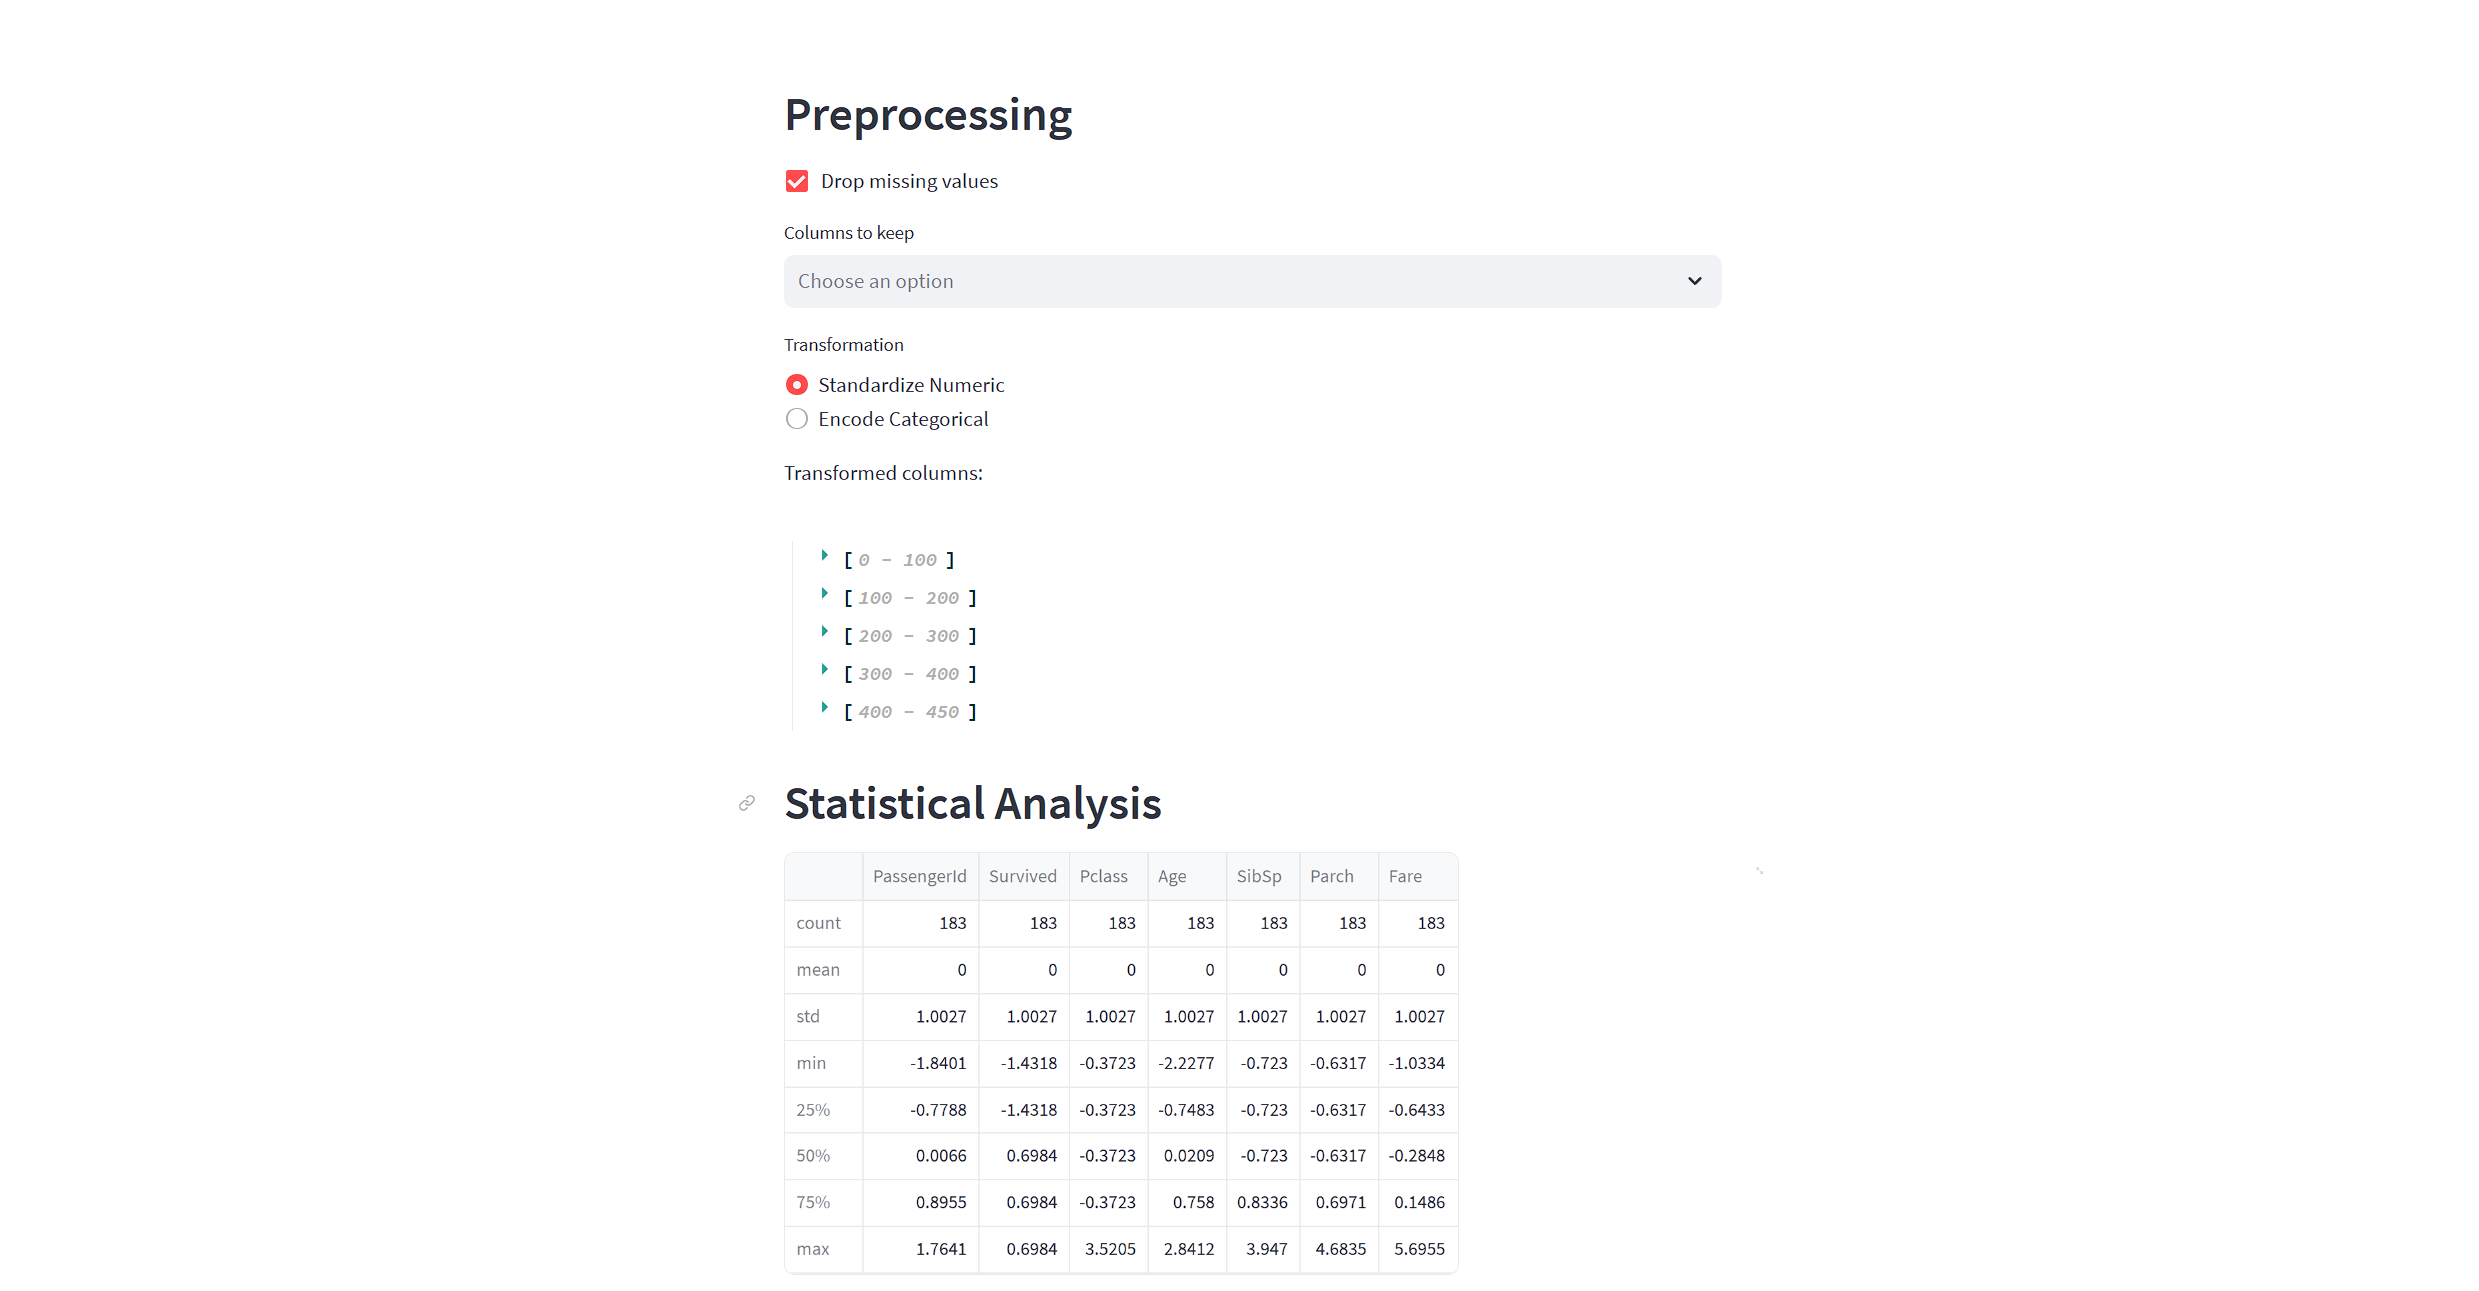 Preprocessing
Drop missing values
Columns to keep
Choose an option
Transformation
Standardize Numeric
Encode Categorical
Transformed columns:
[ 0 - 100 ]
[ 100 - 200 ]
[ 200 - 300 ]
[ 300 - 400 ]
[ 400 - 450 ]
Statistical Analysis
PassengerId Survived Pclass Age SibSp Parch Fare
count 183 183 183 183 183 183 183
mean 0 0 0 0 0 0 0
std 1.0027 1.0027 1.0027 1.0027 1.0027 1.0027 1.0027
min -1.8401 -1.4318 -0.3723 -2.2277 -0.723 -0.6317 -1.0334
25% -0.7788 -1.4318 -0.3723 -0.7483 -0.723 -0.6317 -0.6433
50% 0.0066 0.6984 -0.3723 0.0209 -0.723 -0.6317 -0.2848
75% 0.8955 0.6984 -0.3723 0.758 0.8336 0.6971 0.1486
max 1.7641 0.6984 3.5205 2.8412 3.947 4.6835 5.6955